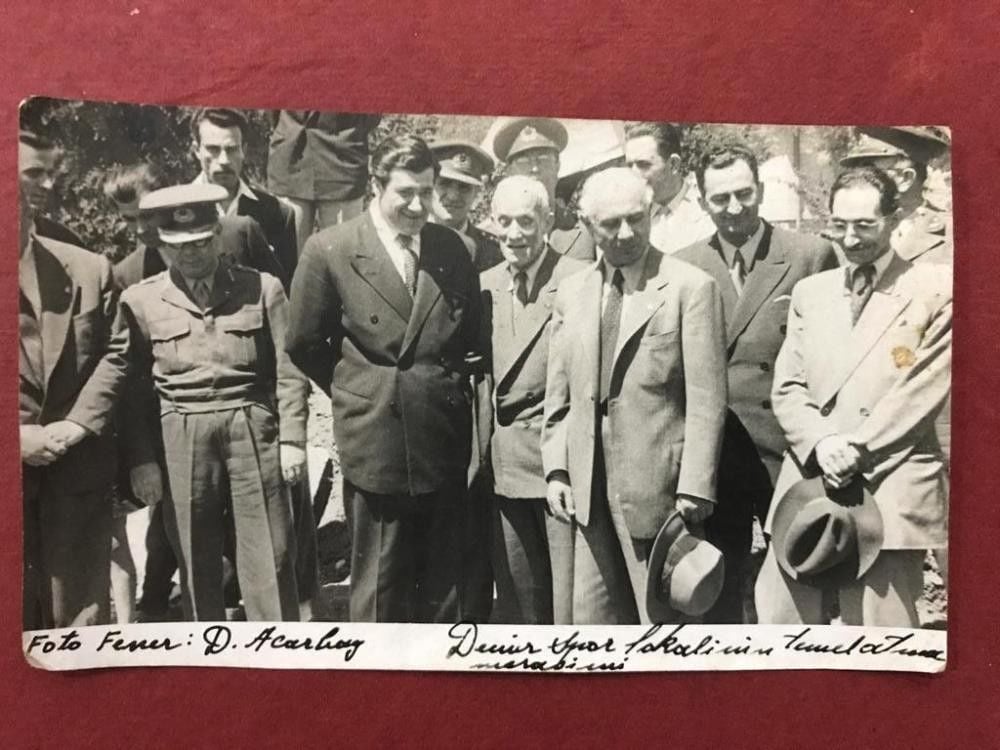 Foto Fener: D. Acarbay
Demir Spor Lokalinin temel atma
merasimi